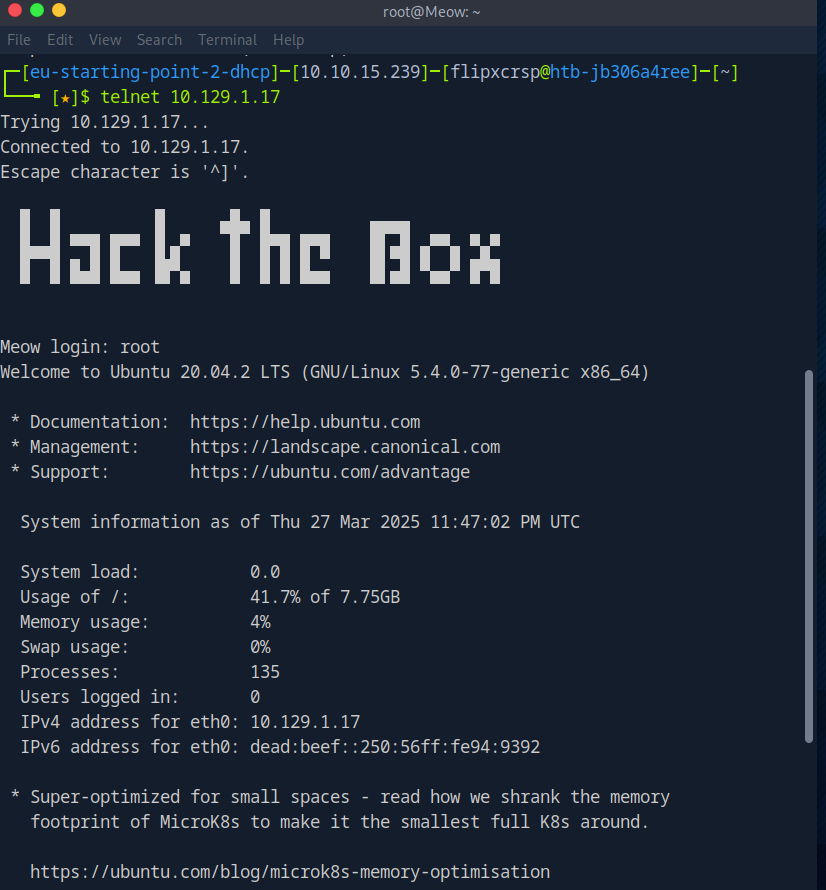 root@Meow: ~
File Edit View Search Terminal Help
┌─[eu-starting-point-2-dhcp]─[10.10.15.239]─[flipxcrsp@htb-jb306a4ree]─[~]
└──╼ [★]$ telnet 10.129.1.17
Trying 10.129.1.17...
Connected to 10.129.1.17.
Escape character is '^]'.
Hack the Box
Meow login: root
Welcome to Ubuntu 20.04.2 LTS (GNU/Linux 5.4.0-77-generic x86_64)
* Documentation:  https://help.ubuntu.com
* Management:     https://landscape.canonical.com
* Support:        https://ubuntu.com/advantage
System information as of Thu 27 Mar 2025 11:47:02 PM UTC
System load:           0.0
Usage of /:            41.7% of 7.75GB
Memory usage:          4%
Swap usage:            0%
Processes:             135
Users logged in:       0
IPv4 address for eth0: 10.129.1.17
IPv6 address for eth0: dead:beef::250:56ff:fe94:9392
* Super-optimized for small spaces - read how we shrank the memory
footprint of MicroK8s to make it the smallest full K8s around.
https://ubuntu.com/blog/microk8s-memory-optimisation